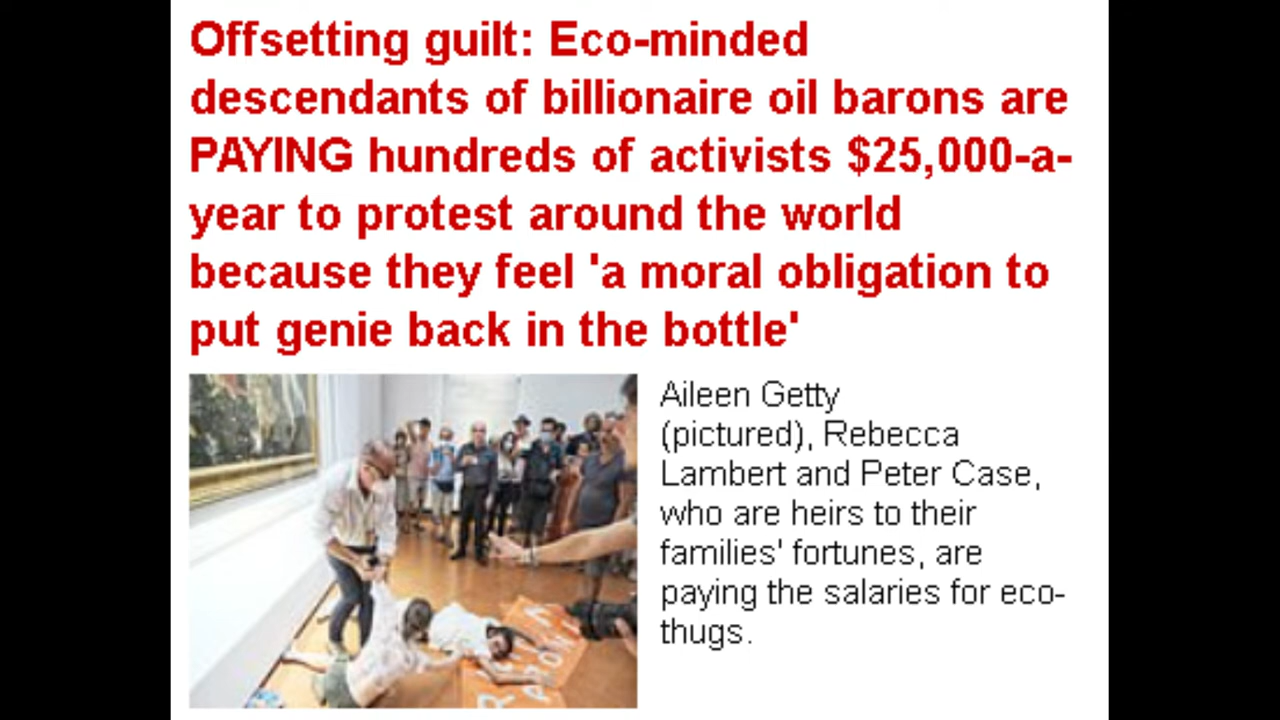 Offsetting guilt: Eco-minded
descendants of billionaire oil barons are
PAYING hundreds of activists $25,000-a-
year to protest around the world
because they feel 'a moral obligation to
put genie back in the bottle'
Aileen Getty
(pictured), Rebecca
Lambert and Peter Case,
who are heirs to their
families' fortunes, are
paying the salaries for eco-
thugs.